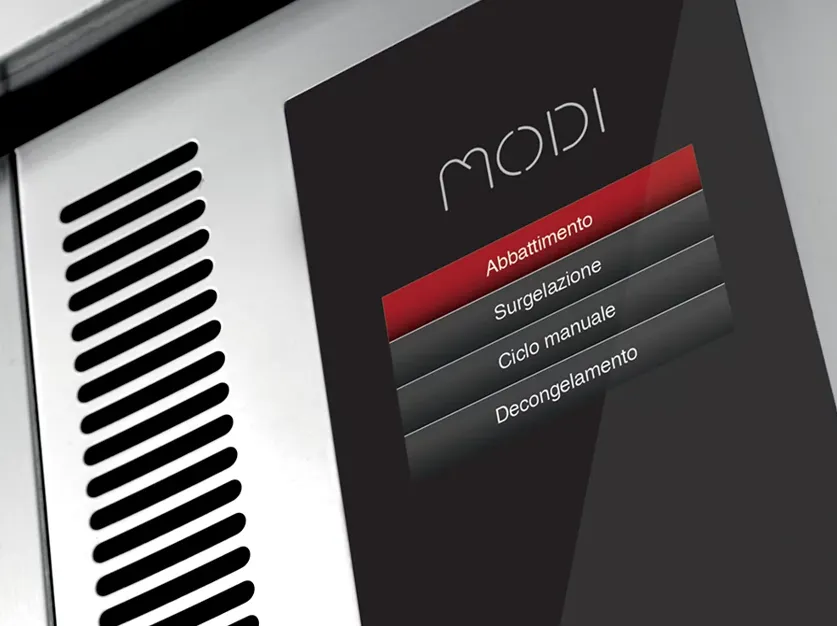 MODI
Abbattimento
Surgelazione
Ciclo manuale
Decongelamento